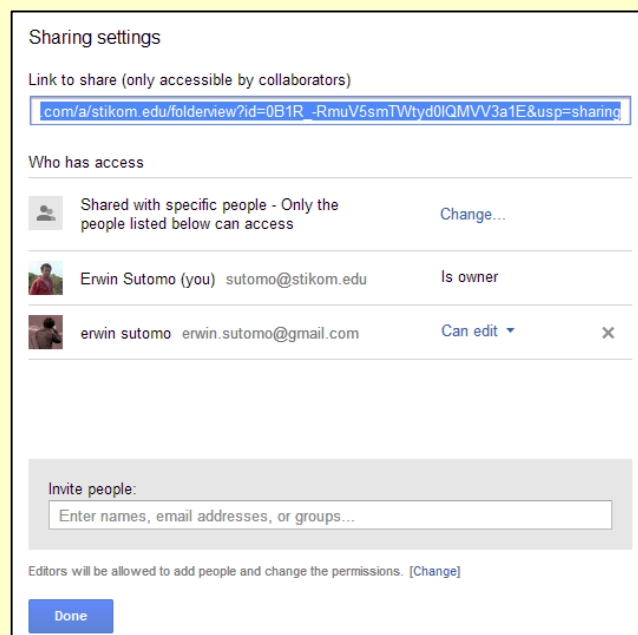 Sharing settings
Link to share (only accessible by collaborators)
.com/a/stikom.edu/folderview?id=0B1R_-RmuV5smTWtyd0lQMVV3a1E&usp=sharing
Who has access
Shared with specific people - Only the
people listed below can access
Change...
Erwin Sutomo (you) sutomo@stikom.edu
Is owner
erwin sutomo erwin.sutomo@gmail.com
Can edit
Invite people:
Enter names, email addresses, or groups...
Editors will be allowed to add people and change the permissions. [Change]
Done